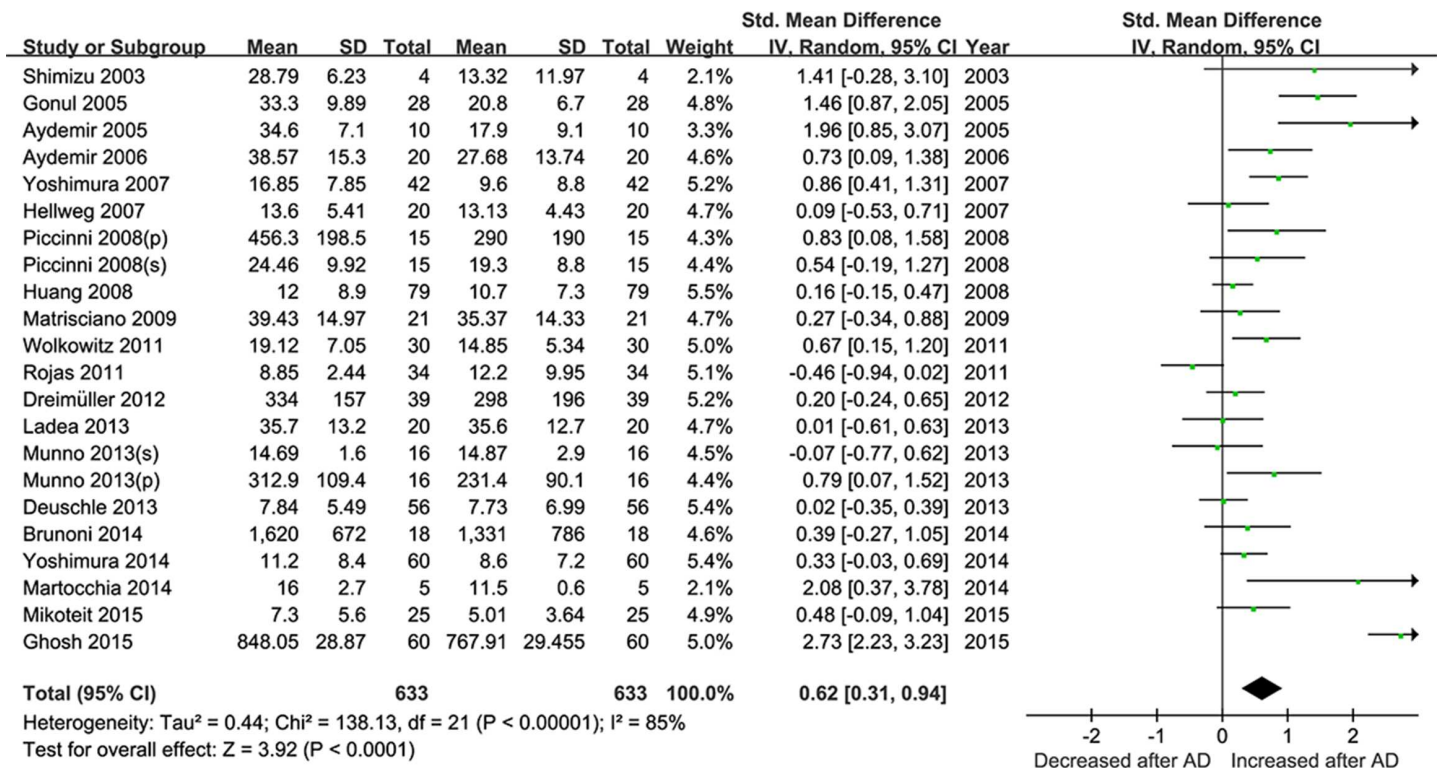 Std. Mean Difference Std. Mean Difference
Study or Subgroup Mean SD Total Mean SD Total Weight IV, Random, 95% CI Year IV, Random, 95% CI
Shimizu 2003 28.79 6.23 4 13.32 11.97 4 2.1% 1.41 [-0.28, 3.10] 2003
Gonul 2005 33.3 9.89 28 20.8 6.7 28 4.8% 1.46 [0.87, 2.05] 2005
Aydemir 2005 34.6 7.1 10 17.9 9.1 10 3.3% 1.96 [0.85, 3.07] 2005
Aydemir 2006 38.57 15.3 20 27.68 13.74 20 4.6% 0.73 [0.09, 1.38] 2006
Yoshimura 2007 16.85 7.85 42 9.6 8.8 42 5.2% 0.86 [0.41, 1.31] 2007
Hellweg 2007 13.6 5.41 20 13.13 4.43 20 4.7% 0.09 [-0.53, 0.71] 2007
Piccinni 2008(p) 456.3 198.5 15 290 190 15 4.3% 0.83 [0.08, 1.58] 2008
Piccinni 2008(s) 24.46 9.92 15 19.3 8.8 15 4.4% 0.54 [-0.19, 1.27] 2008
Huang 2008 12 8.9 79 10.7 7.3 79 5.5% 0.16 [-0.15, 0.47] 2008
Matrisciano 2009 39.43 14.97 21 35.37 14.33 21 4.7% 0.27 [-0.34, 0.88] 2009
Wolkowitz 2011 19.12 7.05 30 14.85 5.34 30 5.0% 0.67 [0.15, 1.20] 2011
Rojas 2011 8.85 2.44 34 12.2 9.95 34 5.1% -0.46 [-0.94, 0.02] 2011
Dreimüller 2012 334 157 39 298 196 39 5.2% 0.20 [-0.24, 0.65] 2012
Ladea 2013 35.7 13.2 20 35.6 12.7 20 4.7% 0.01 [-0.61, 0.63] 2013
Munno 2013(s) 14.69 1.6 16 14.87 2.9 16 4.4% -0.07 [-0.77, 0.62] 2013
Munno 2013(p) 312.9 109.4 16 231.4 90.1 16 4.4% 0.79 [0.07, 1.52] 2013
Deuschle 2013 7.84 5.49 56 7.73 6.99 56 5.4% 0.02 [-0.35, 0.39] 2013
Brunoni 2014 1,620 672 18 1,331 786 18 4.6% 0.39 [-0.27, 1.05] 2014
Yoshimura 2014 11.2 8.4 60 8.6 7.2 60 5.4% 0.33 [-0.03, 0.69] 2014
Martocchia 2014 16 2.7 5 11.5 0.6 5 2.1% 2.08 [0.37, 3.78] 2014
Mikoteit 2015 7.3 5.6 25 5.01 3.64 25 4.9% 0.48 [-0.09, 1.04] 2015
Ghosh 2015 848.05 28.87 60 767.91 29.455 60 5.0% 2.73 [2.23, 3.23] 2015
Total (95% CI) 633 633 100.0% 0.62 [0.31, 0.94]
Heterogeneity: Tau² = 0.44; Chi² = 138.13, df = 21 (P < 0.00001); I² = 85%
Test for overall effect: Z = 3.92 (P < 0.0001)
-2 -1 0 1 2
Decreased after AD Increased after AD